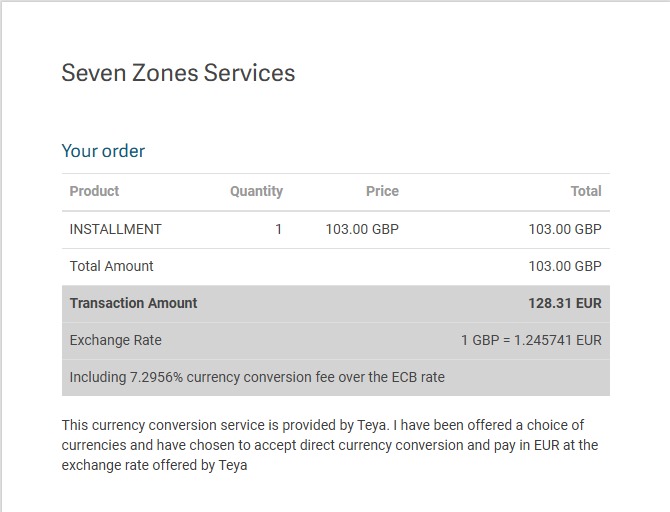 Seven Zones Services
Your order
Product Quantity Price Total
INSTALLMENT 1 103.00 GBP 103.00 GBP
Total Amount 103.00 GBP
Transaction Amount 128.31 EUR
Exchange Rate 1 GBP = 1.245741 EUR
Including 7.2956% currency conversion fee over the ECB rate
This currency conversion service is provided by Teya. I have been offered a choice of
currencies and have chosen to accept direct currency conversion and pay in EUR at the
exchange rate offered by Teya